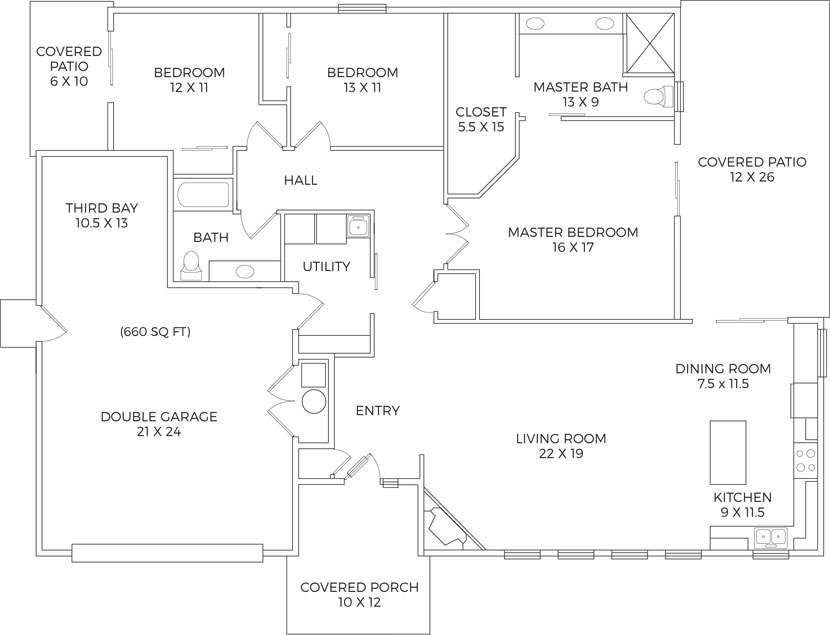 COVERED
PATIO
6 X 10
BEDROOM
12 X 11
BEDROOM
13 X 11
CLOSET
5.5 X 15
MASTER BATH
13 X 9
COVERED PATIO
12 X 26
HALL
THIRD BAY
10.5 X 13
BATH
UTILITY
MASTER BEDROOM
16 X 17
(660 SQ FT)
DOUBLE GARAGE
21 X 24
ENTRY
LIVING ROOM
22 X 19
DINING ROOM
7.5 x 11.5
KITCHEN
9 X 11.5
COVERED PORCH
10 X 12